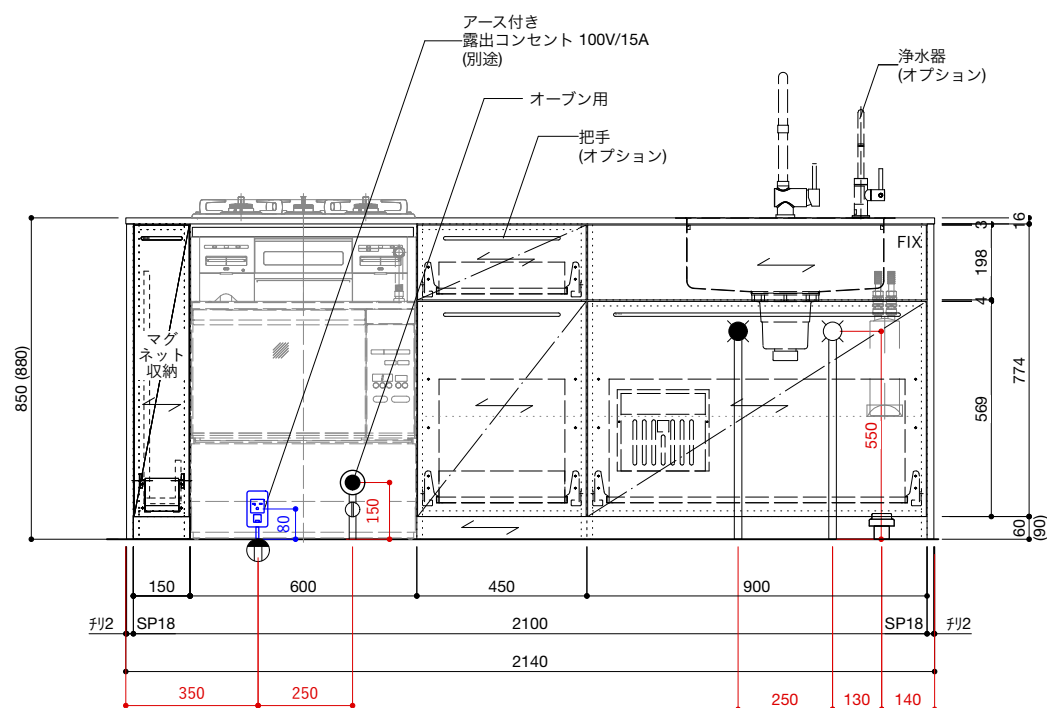 アース付き
露出コンセント 100V/15A
(別途)
オーブン用
把手
(オプション)
浄水器
(オプション)
FIX
マグ
ネット
収納
850 (880)
80
150
550
16
3
198
4
774
569
60
(90)
150
600
450
900
チリ2
SP18
2100
SP18
チリ2
2140
350
250
250
130
140